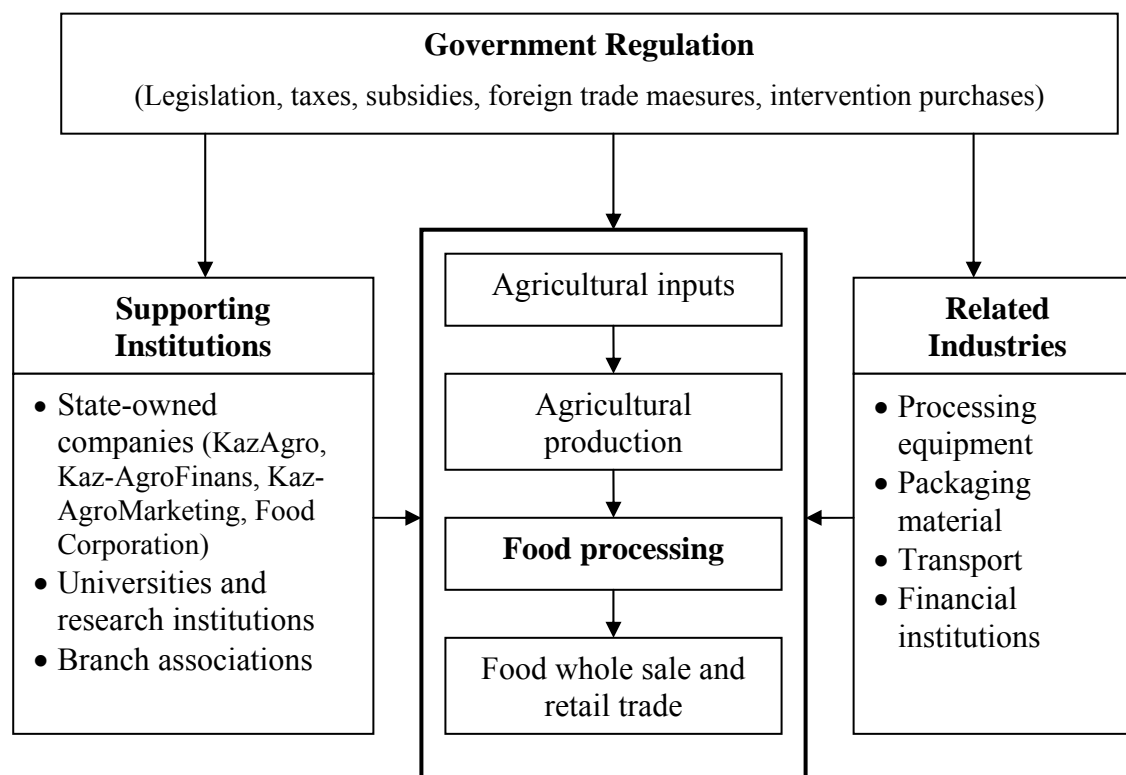 Government Regulation
(Legislation, taxes, subsidies, foreign trade maesures, intervention purchases)
Supporting
Institutions
• State-owned
companies (KazAgro,
Kaz-AgroFinans, Kaz-
AgroMarketing, Food
Corporation)
• Universities and
research institutions
• Branch associations
Agricultural inputs
Agricultural
production
Food processing
Food whole sale and
retail trade
Related
Industries
• Processing
equipment
• Packaging
material
• Transport
• Financial
institutions